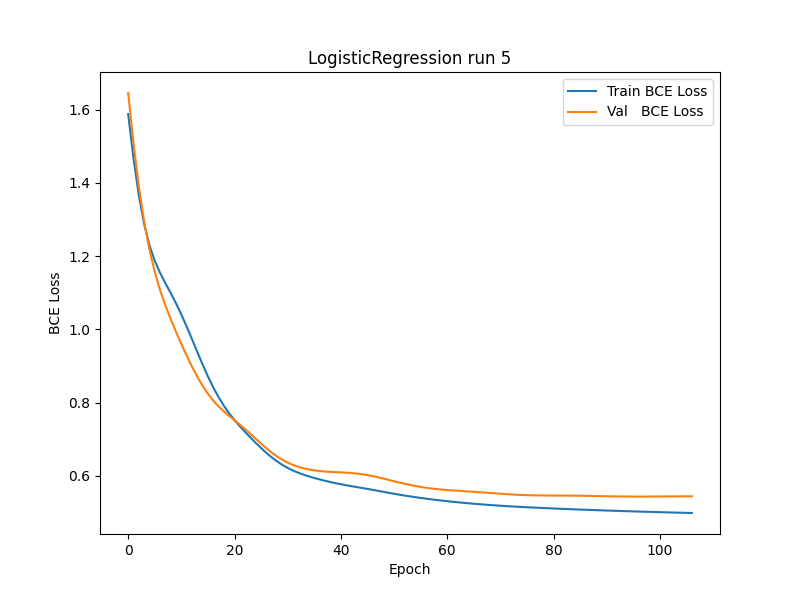 LogisticRegression run 5
Train BCE Loss
Val   BCE Loss
BCE Loss
1.6
1.4
1.2
1.0
0.8
0.6
0 20 40 60 80 100
Epoch